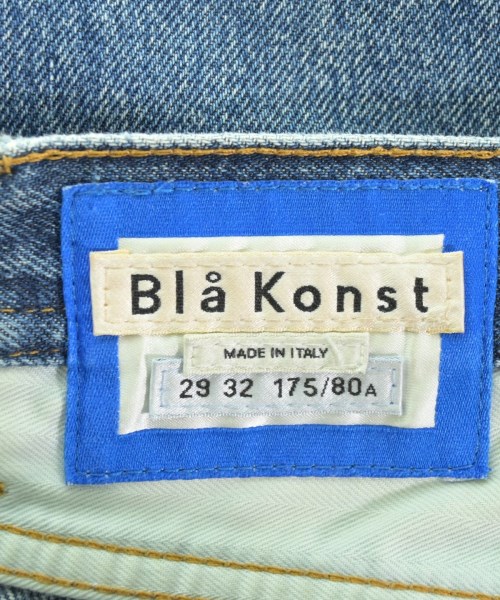 Blå Konst
MADE IN ITALY
29 32 175/80A